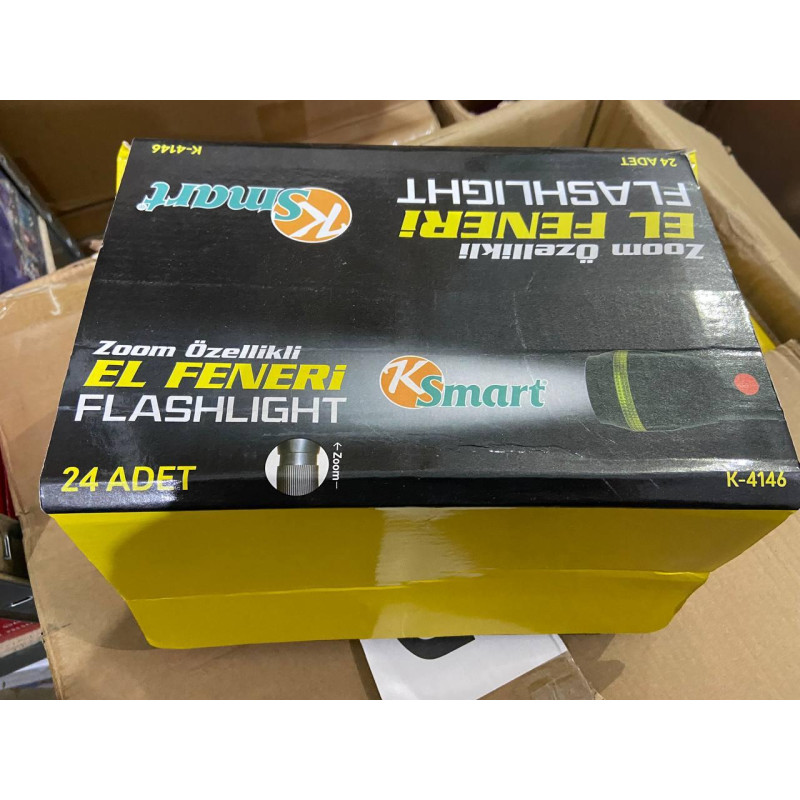 K-4146
24 ADET
KSmart
Zoom Özellikli
EL FENERİ
FLASHLIGHT
Zoom Özellikli
EL FENERİ
FLASHLIGHT
KSmart
←Zoom–
24 ADET
K-4146